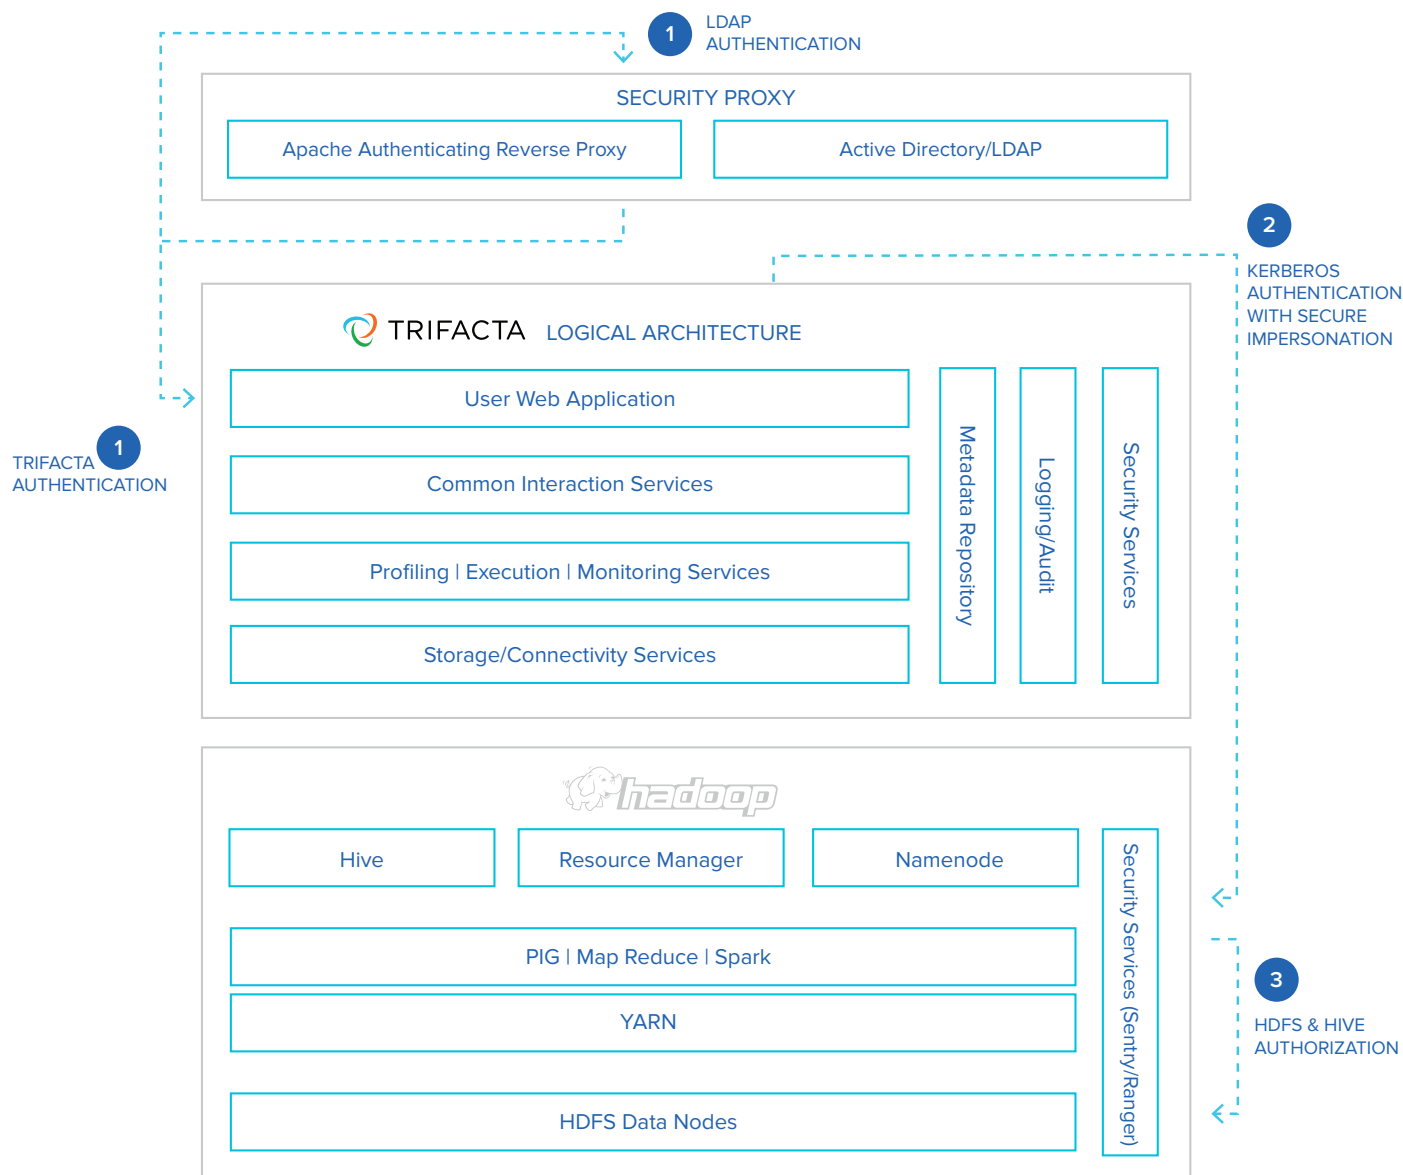 1
LDAP
AUTHENTICATION
SECURITY PROXY
Apache Authenticating Reverse Proxy
Active Directory/LDAP
2
KERBEROS
AUTHENTICATION
WITH SECURE
IMPERSONATION
TRIFACTA LOGICAL ARCHITECTURE
User Web Application
Common Interaction Services
Profiling | Execution | Monitoring Services
Storage/Connectivity Services
Metadata Repository
Logging/Audit
Security Services
1
TRIFACTA
AUTHENTICATION
hadoop
Hive
Resource Manager
Namenode
PIG | Map Reduce | Spark
YARN
HDFS Data Nodes
Security Services (Sentry/Ranger)
3
HDFS & HIVE
AUTHORIZATION